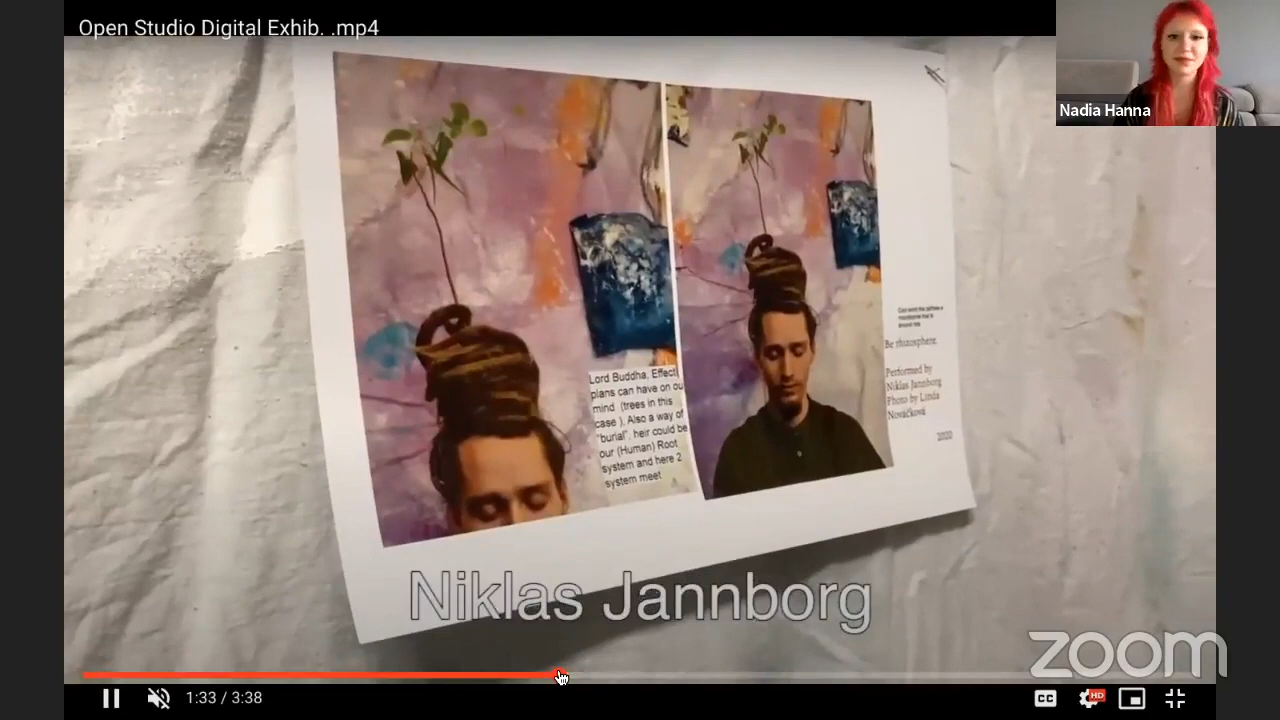 Open Studio Digital Exhib. .mp4
Nadia Hanna
Lord Buddha, Effect
plans can have on ou
mind (trees in this
case ). Also a way of
"burial", heir could be
our (Human) Root
system and here 2
system meet
Be rhizosphere.
Performed by
Niklas Jannborg
Photo by Linda
Nováčková
2020
Niklas Jannborg
zoom
1:33 / 3:38
CC
HD